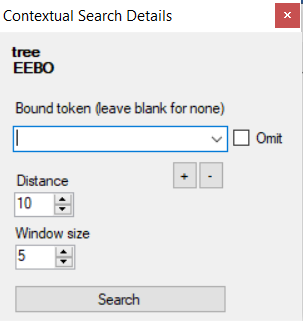 Contextual Search Details
tree
EEBO
Bound token (leave blank for none)
Omit
+ -
Distance
10
Window size
5
Search